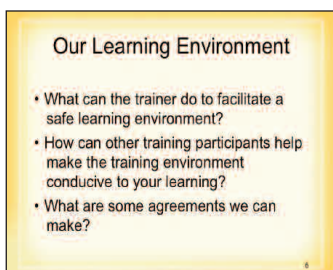 Our Learning Environment
• What can the trainer do to facilitate a
safe learning environment?
• How can other training participants help
make the training environment
conducive to your learning?
• What are some agreements we can
make?
6